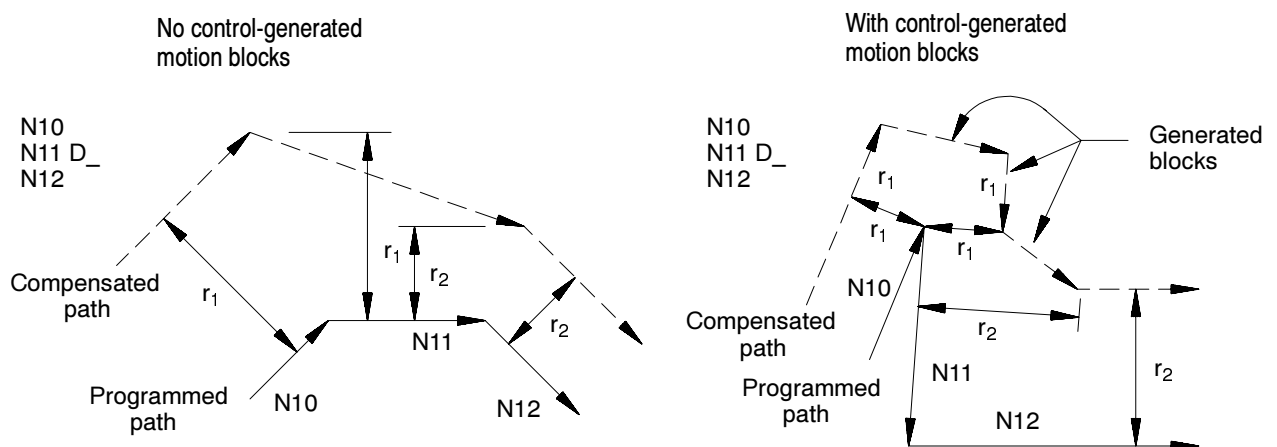 No control-generated
motion blocks
N10
N11 D_
N12
r1
r2
Compensated
path
r1
N11
r2
Programmed
path
N10
N12
With control-generated
motion blocks
N10
N11 D_
N12
Generated
blocks
r1
r1
r1
r1
N10
Compensated
path
r2
Programmed
path
N11
r2
N12